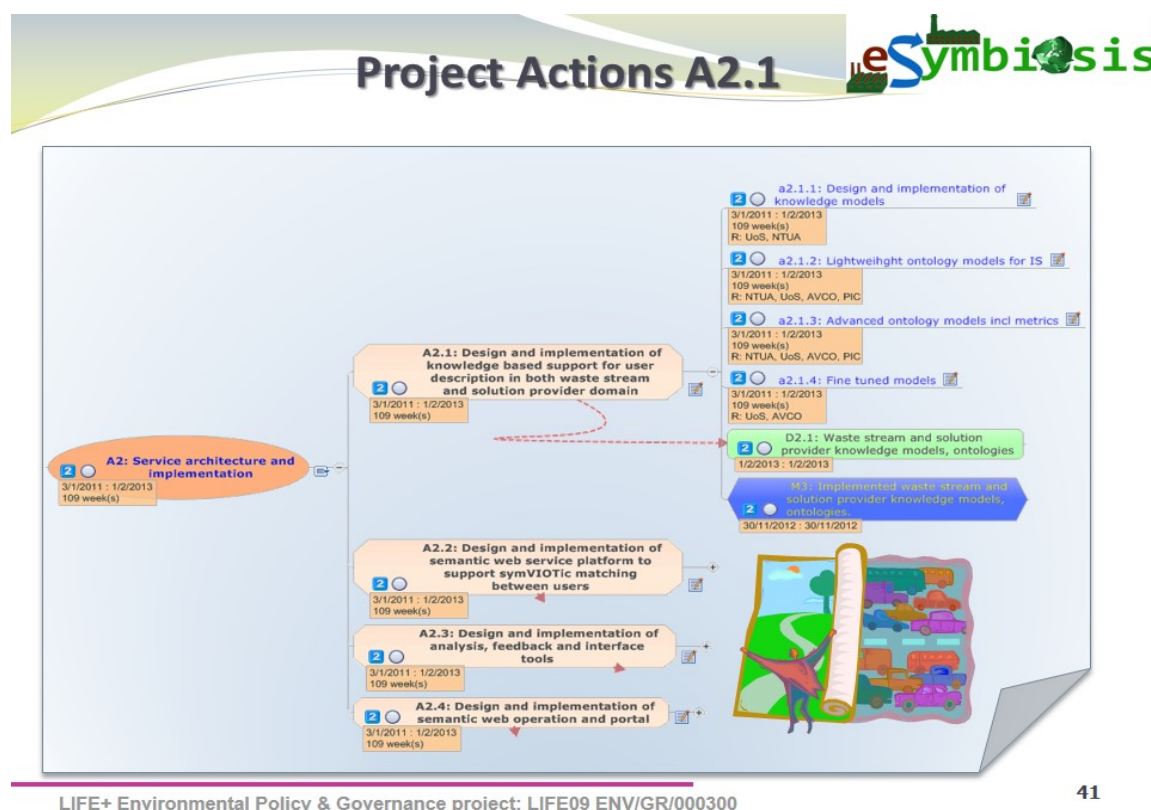 Project Actions A2.1
eSymbiosis
2
a2.1.1: Design and implementation of
knowledge models
3/1/2011 : 1/2/2013
109 week(s)
R: UoS, NTUA
2
a2.1.2: Lightweihght ontology models for IS
3/1/2011 : 1/2/2013
109 week(s)
R: NTUA, UoS, AVCO, PIC
2
a2.1.3: Advanced ontology models incl metrics
3/1/2011 : 1/2/2013
109 week(s)
R: NTUA, UoS, AVCO, PIC
2
a2.1.4: Fine tuned models
3/1/2011 : 1/2/2013
109 week(s)
R: UoS, AVCO
A2.1: Design and implementation of
knowledge based support for user
description in both waste stream
and solution provider domain
2
3/1/2011 : 1/2/2013
109 week(s)
2
D2.1: Waste stream and solution
provider knowledge models, ontologies
1/2/2013 : 1/2/2013
2
M3: Implemented waste stream and
solution provider knowledge models,
ontologies.
30/11/2012 : 30/11/2012
2
A2: Service architecture and
implementation
3/1/2011 : 1/2/2013
109 week(s)
A2.2: Design and implementation of
semantic web service platform to
support symVIOTic matching
between users
2
3/1/2011 : 1/2/2013
109 week(s)
A2.3: Design and implementation of
analysis, feedback and interface
tools
2
3/1/2011 : 1/2/2013
109 week(s)
A2.4: Design and implementation of
semantic web operation and portal
2
3/1/2011 : 1/2/2013
109 week(s)
LIFE+ Environmental Policy & Governance project: LIFE09 ENV/GR/000300
41